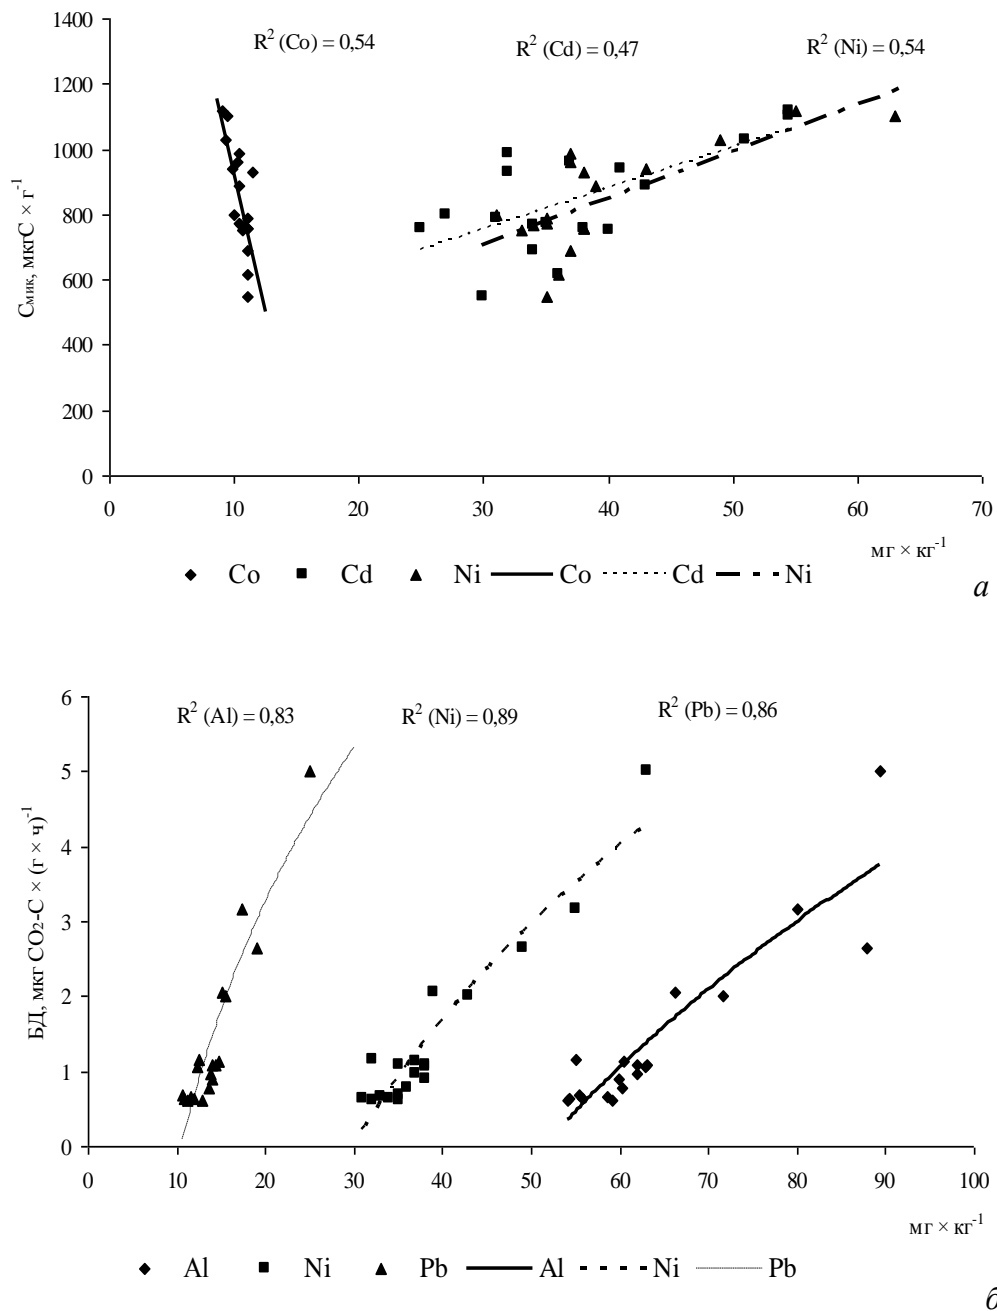 1400
R² (Co) = 0,54
R² (Cd) = 0,47
R² (Ni) = 0,54
1200
1000
800
600
400
200
0
Cмик, мкгC × г⁻¹
0 10 20 30 40 50 60 70
мг × кг⁻¹
Co Cd Ni Co Cd Ni
а
6
R² (Al) = 0,83
R² (Ni) = 0,89
R² (Pb) = 0,86
5
4
3
2
1
0
БД, мкг CO₂-C × (г × ч)⁻¹
0 10 20 30 40 50 60 70 80 90 100
мг × кг⁻¹
Al Ni Pb Al Ni Pb
б